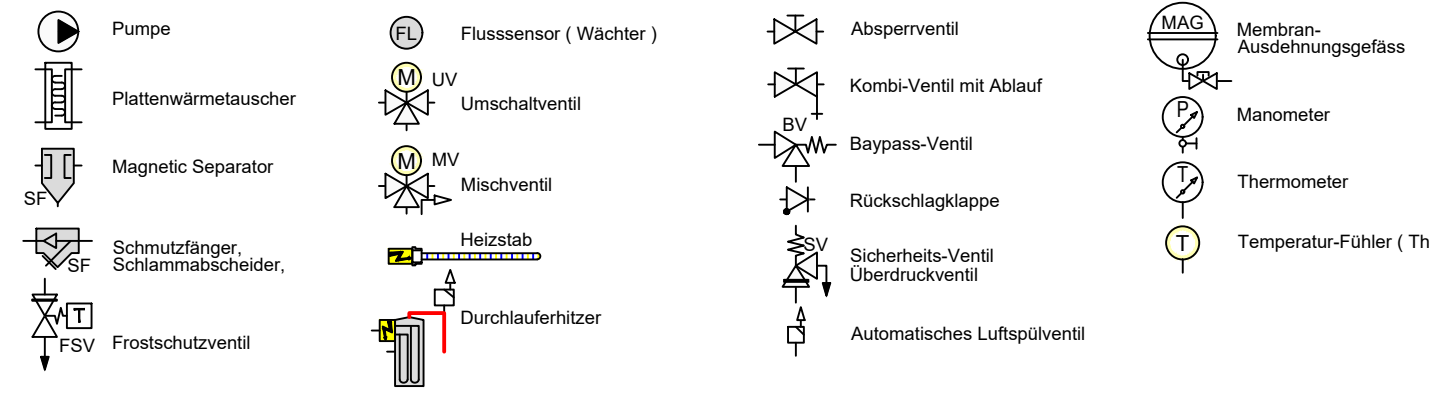 Pumpe
Plattenwärmetauscher
Magnetic Separator
SF
Schmutzfänger,
Schlammabscheider,
SF
T
FSV
Frostschutzventil
FL
Flusssensor ( Wächter )
M
UV
Umschaltventil
M
MV
Mischventil
Heizstab
Durchlauferhitzer
Absperrventil
Kombi-Ventil mit Ablauf
BV
Baypass-Ventil
Rückschlagklappe
SV
Sicherheits-Ventil
Überdruckventil
Automatisches Luftspülventil
MAG
Membran-
Ausdehnungsgefäss
P
Manometer
T
Thermometer
T
Temperatur-Fühler ( Th